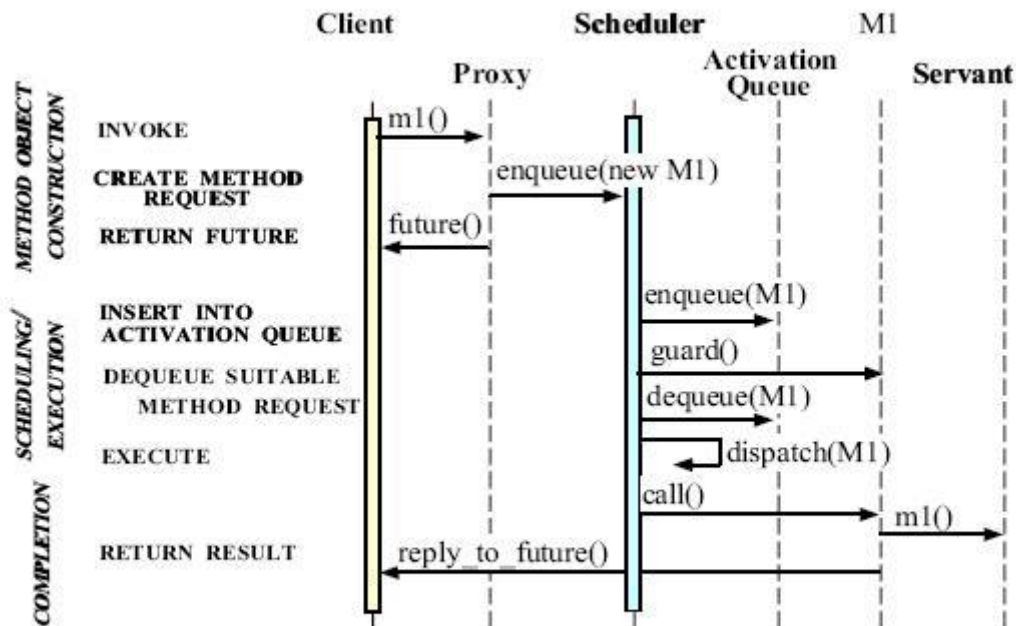 Client
Scheduler
M1
Proxy
Activation
Queue
Servant
METHOD OBJECT
CONSTRUCTION
INVOKE
m1()
CREATE METHOD
REQUEST
enqueue(new M1)
RETURN FUTURE
future()
SCHEDULING/
EXECUTION
INSERT INTO
ACTIVATION QUEUE
enqueue(M1)
guard()
DEQUEUE SUITABLE
METHOD REQUEST
dequeue(M1)
EXECUTE
dispatch(M1)
COMPLETION
call()
m1()
RETURN RESULT
reply_to_future()